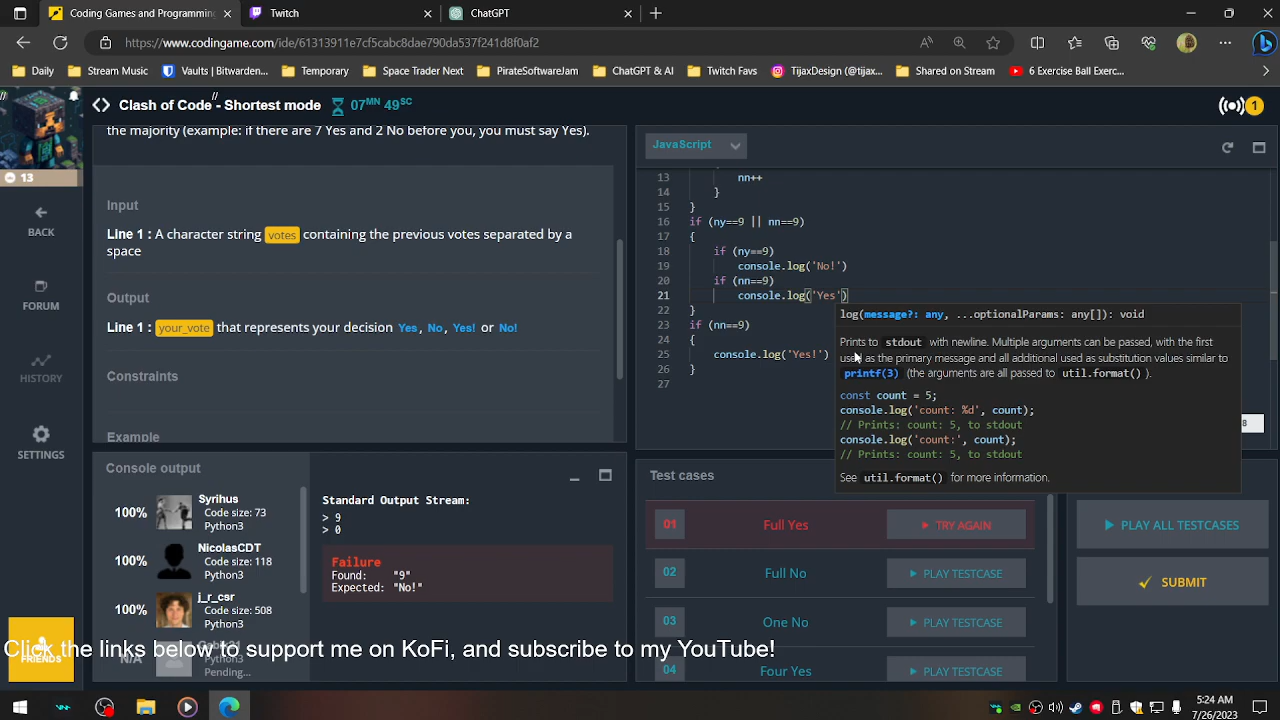 Coding Games and Programming
Twitch
ChatGPT
https://www.codingame.com/ide/61313911e7cf5cabc8dae790da537f241d8f0af2
Daily
Stream Music
Vaults | Bitwarden...
Temporary
Space Trader Next
PirateSoftwareJam
ChatGPT & AI
Twitch Favs
TijaxDesign (@tijax...
Shared on Stream
6 Exercise Ball Exerc...
//
//
Clash of Code - Shortest mode
07MN 49SC
1
13
BACK
FORUM
HISTORY
SETTINGS
FRIENDS
the majority (example: if there are 7 Yes and 2 No before you, you must say Yes).
Input
Line 1 : A character string votes containing the previous votes separated by a
space
Output
Line 1 : your_vote that represents your decision Yes, No, Yes! or No!
Constraints
Example
JavaScript
13 nn++
14 }
15 }
16 if (ny==9 || nn==9)
17 {
18 if (ny==9)
19 console.log('No!')
20 if (nn==9)
21 console.log('Yes')
22 }
23 if (nn==9)
24 {
25 console.log('Yes!')
26 }
27
log(message?: any, ...optionalParams: any[]): void
Prints to stdout with newline. Multiple arguments can be passed, with the first
used as the primary message and all additional used as substitution values similar to
printf(3) (the arguments are all passed to util.format() ).
const count = 5;
console.log('count: %d', count);
// Prints: count: 5, to stdout
console.log('count:', count);
// Prints: count: 5, to stdout
See util.format() for more information.
8
Console output
100% Syrihus
Code size: 73
Python3
100% NicolasCDT
Code size: 118
Python3
100% j_r_csr
Code size: 508
Python3
N/A
Python3
Pending...
Standard Output Stream:
> 9
> 0
Failure
Found: "9"
Expected: "No!"
Test cases
01 Full Yes TRY AGAIN
02 Full No PLAY TESTCASE
03 One No PLAY TESTCASE
04 Four Yes PLAY TESTCASE
PLAY ALL TESTCASES
SUBMIT
Click the links below to support me on KoFi, and subscribe to my YouTube!
5:24 AM
7/26/2023